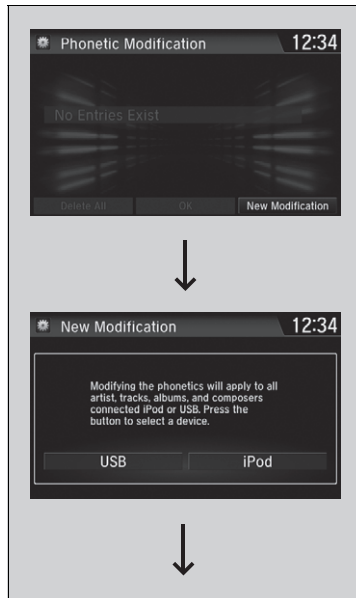 Phonetic Modification 12:34
No Entries Exist
Delete All OK New Modification
New Modification 12:34
Modifying the phonetics will apply to all
artist, tracks, albums, and composers
connected iPod or USB. Press the
button to select a device.
USB iPod